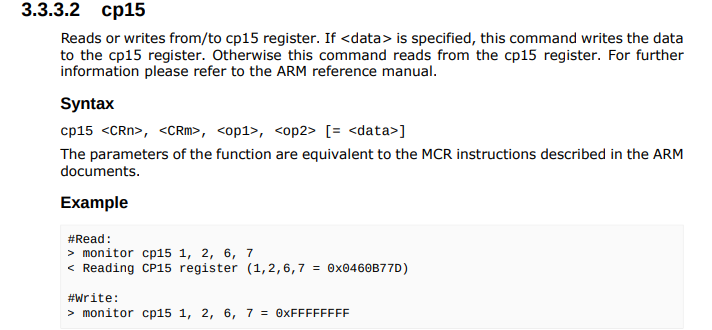 3.3.3.2 cp15
Reads or writes from/to cp15 register. If <data> is specified, this command writes the data
to the cp15 register. Otherwise this command reads from the cp15 register. For further
information please refer to the ARM reference manual.
Syntax
cp15 <CRn>, <CRm>, <op1>, <op2> [= <data>]
The parameters of the function are equivalent to the MCR instructions described in the ARM
documents.
Example
#Read:
> monitor cp15 1, 2, 6, 7
< Reading CP15 register (1,2,6,7 = 0x0460B77D)
#Write:
> monitor cp15 1, 2, 6, 7 = 0xFFFFFFFF